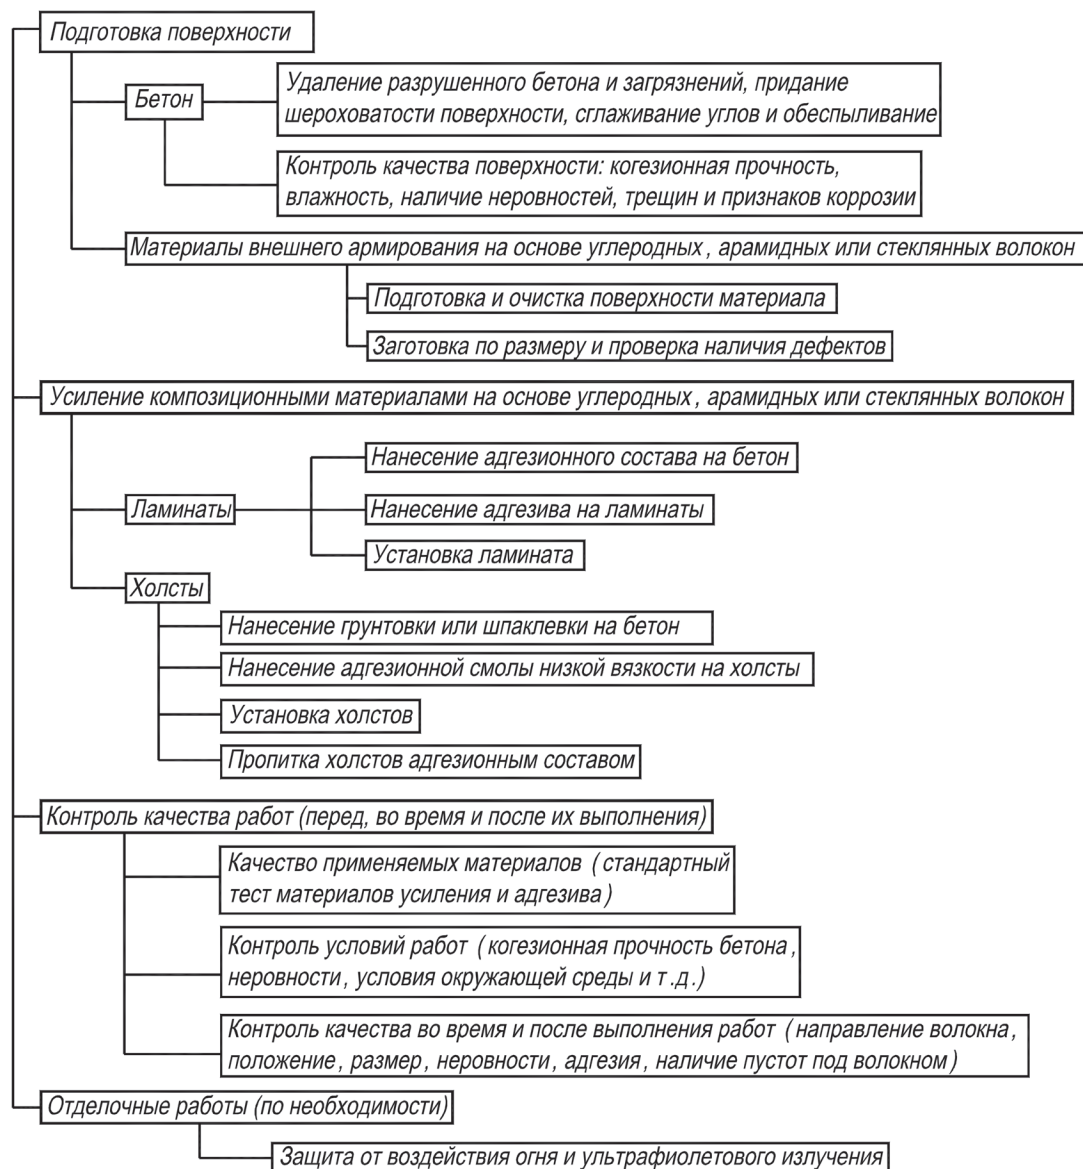 Подготовка поверхности
Бетон
Удаление разрушенного бетона и загрязнений, придание
шероховатости поверхности, сглаживание углов и обеспыливание
Контроль качества поверхности: когезионная прочность,
влажность, наличие неровностей, трещин и признаков коррозии
Материалы внешнего армирования на основе углеродных, арамидных или стеклянных волокон
Подготовка и очистка поверхности материала
Заготовка по размеру и проверка наличия дефектов
Усиление композиционными материалами на основе углеродных, арамидных или стеклянных волокон
Нанесение адгезионного состава на бетон
Ламинаты
Нанесение адгезива на ламинаты
Установка ламината
Холсты
Нанесение грунтовки или шпаклевки на бетон
Нанесение адгезионной смолы низкой вязкости на холсты
Установка холстов
Пропитка холстов адгезионным составом
Контроль качества работ (перед, во время и после их выполнения)
Качество применяемых материалов (стандартный
тест материалов усиления и адгезива)
Контроль условий работ (когезионная прочность бетона,
неровности, условия окружающей среды и т.д.)
Контроль качества во время и после выполнения работ (направление волокна,
положение, размер, неровности, адгезия, наличие пустот под волокном)
Отделочные работы (по необходимости)
Защита от воздействия огня и ультрафиолетового излучения